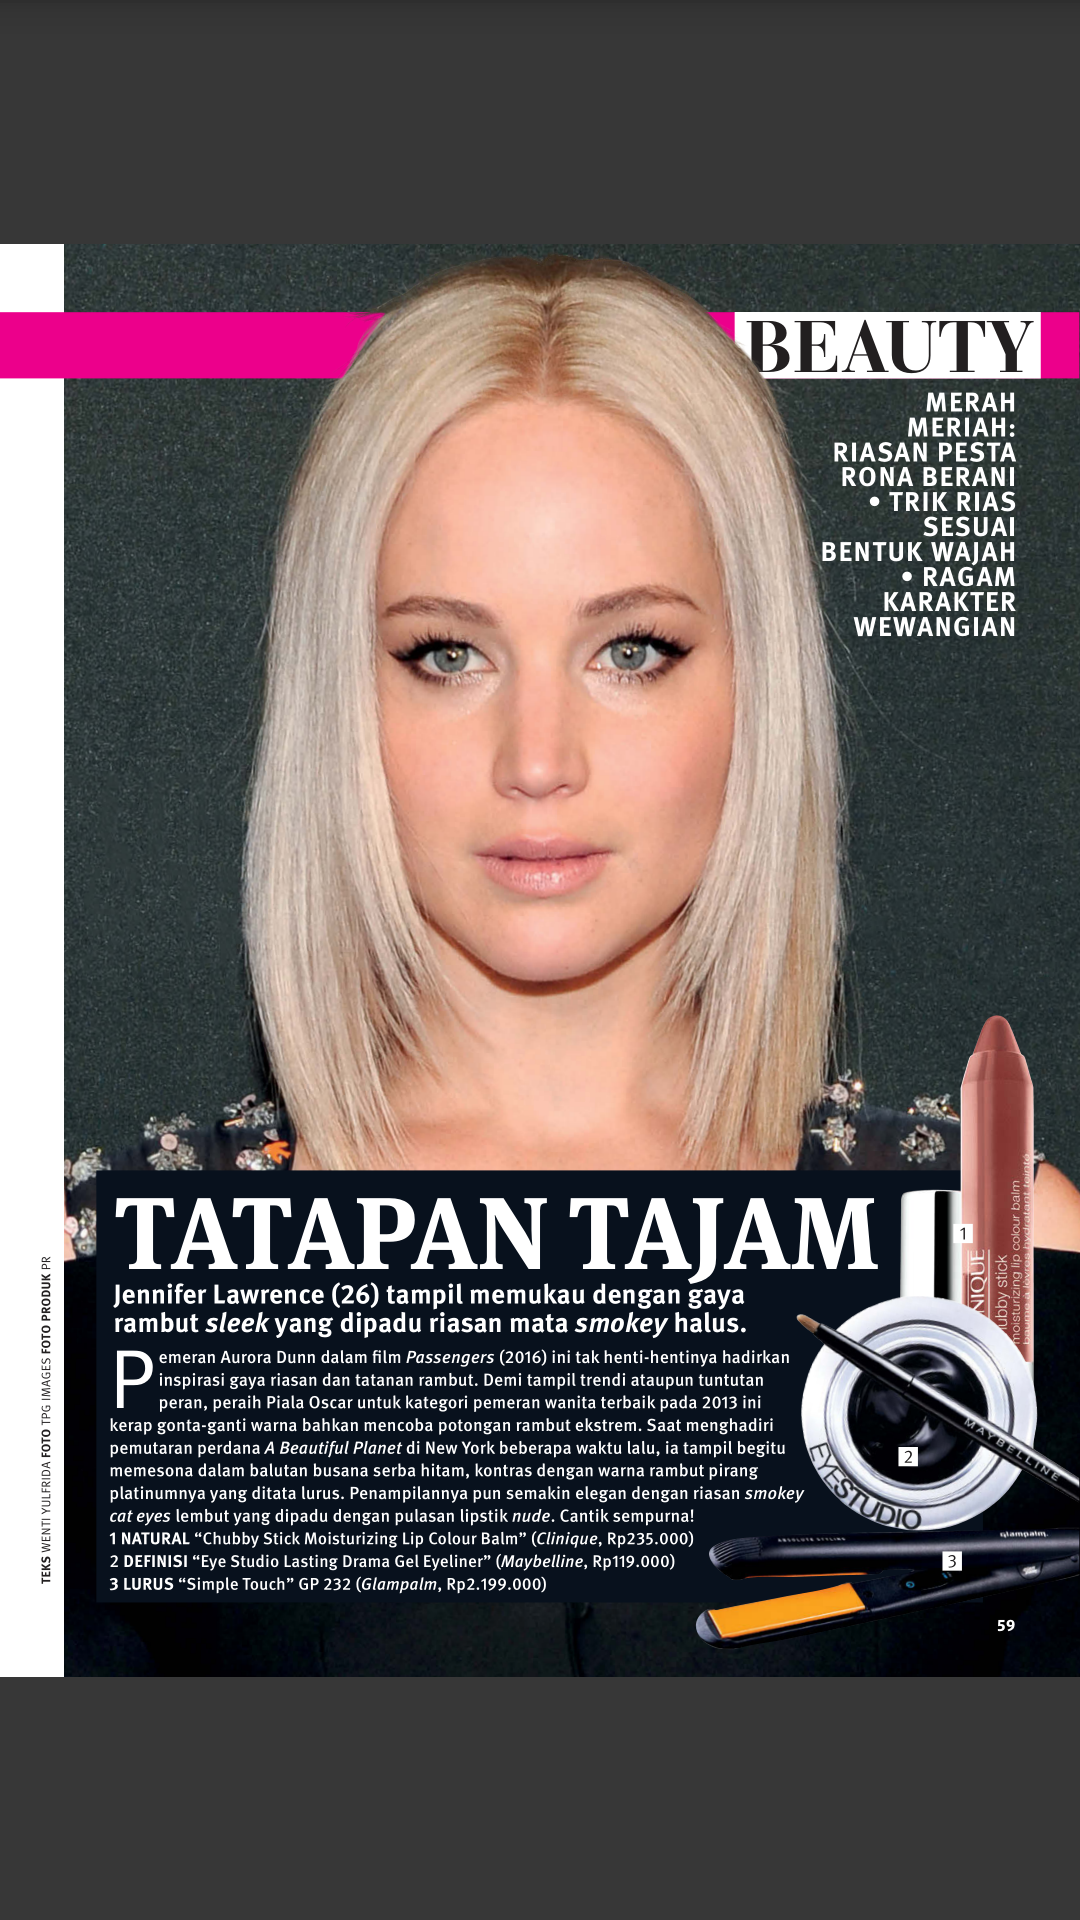 BEAUTY
MERAH
MERIAH:
RIASAN PESTA
RONA BERANI
• TRIK RIAS
SESUAI
BENTUK WAJAH
• RAGAM
KARAKTER
WEWANGIAN
TATAPAN TAJAM
Jennifer Lawrence (26) tampil memukau dengan gaya
rambut sleek yang dipadu riasan mata smokey halus.
Pemeran Aurora Dunn dalam film Passengers (2016) ini tak henti-hentinya hadirkan
inspirasi gaya riasan dan tatanan rambut. Demi tampil trendi ataupun tuntutan
peran, peraih Piala Oscar untuk kategori pemeran wanita terbaik pada 2013 ini
kerap gonta-ganti warna bahkan mencoba potongan rambut ekstrem. Saat menghadiri
pemutaran perdana A Beautiful Planet di New York beberapa waktu lalu, ia tampil begitu
memesona dalam balutan busana serba hitam, kontras dengan warna rambut pirang
platinumnya yang ditata lurus. Penampilannya pun semakin elegan dengan riasan smokey
cat eyes lembut yang dipadu dengan pulasan lipstik nude. Cantik sempurna!
1 NATURAL “Chubby Stick Moisturizing Lip Colour Balm” (Clinique, Rp235.000)
2 DEFINISI “Eye Studio Lasting Drama Gel Eyeliner” (Maybelline, Rp119.000)
3 LURUS “Simple Touch” GP 232 (Glampalm, Rp2.199.000)
1
NIQUE
ubby stick
moisturizing lip colour balm
baume à lèvres hydratant teinté
2
MAYBELLINE
EYESTUDIO
glampalm.
3
59
TEKS WENTI YULFRIDA FOTO TPG IMAGES FOTO PRODUK PR